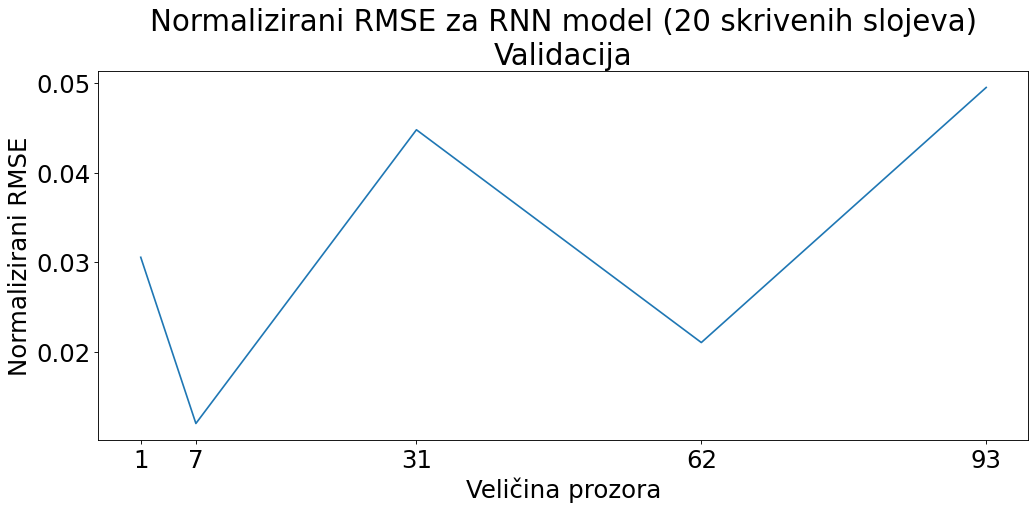 Normalizirani RMSE za RNN model (20 skrivenih slojeva)
Validacija
Normalizirani RMSE
0.05
0.04
0.03
0.02
1 7 31 62 93
Veličina prozora